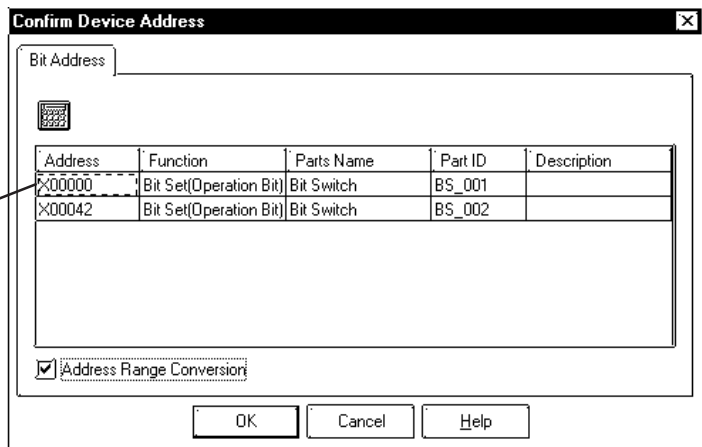 Confirm Device Address
Bit Address
Address Function Parts Name Part ID Description
X00000 Bit Set(Operation Bit) Bit Switch BS_001
X00042 Bit Set(Operation Bit) Bit Switch BS_002
Address Range Conversion
OK Cancel Help